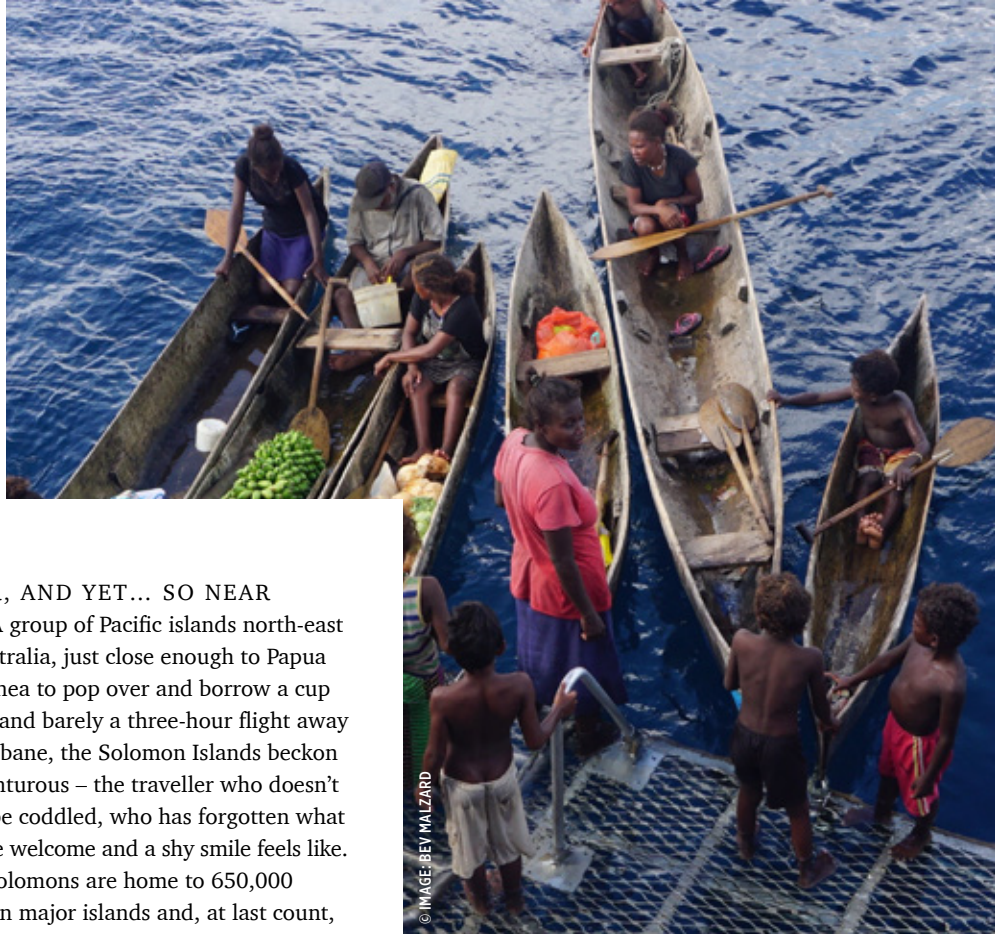 , AND YET... SO NEAR
A group of Pacific islands north-east
tralia, just close enough to Papua
nea to pop over and borrow a cup
and barely a three-hour flight away
bane, the Solomon Islands beckon
nturous – the traveller who doesn’t
be coddled, who has forgotten what
e welcome and a shy smile feels like.
olomons are home to 650,000
n major islands and, at last count,
© IMAGE: BEV MALZARD